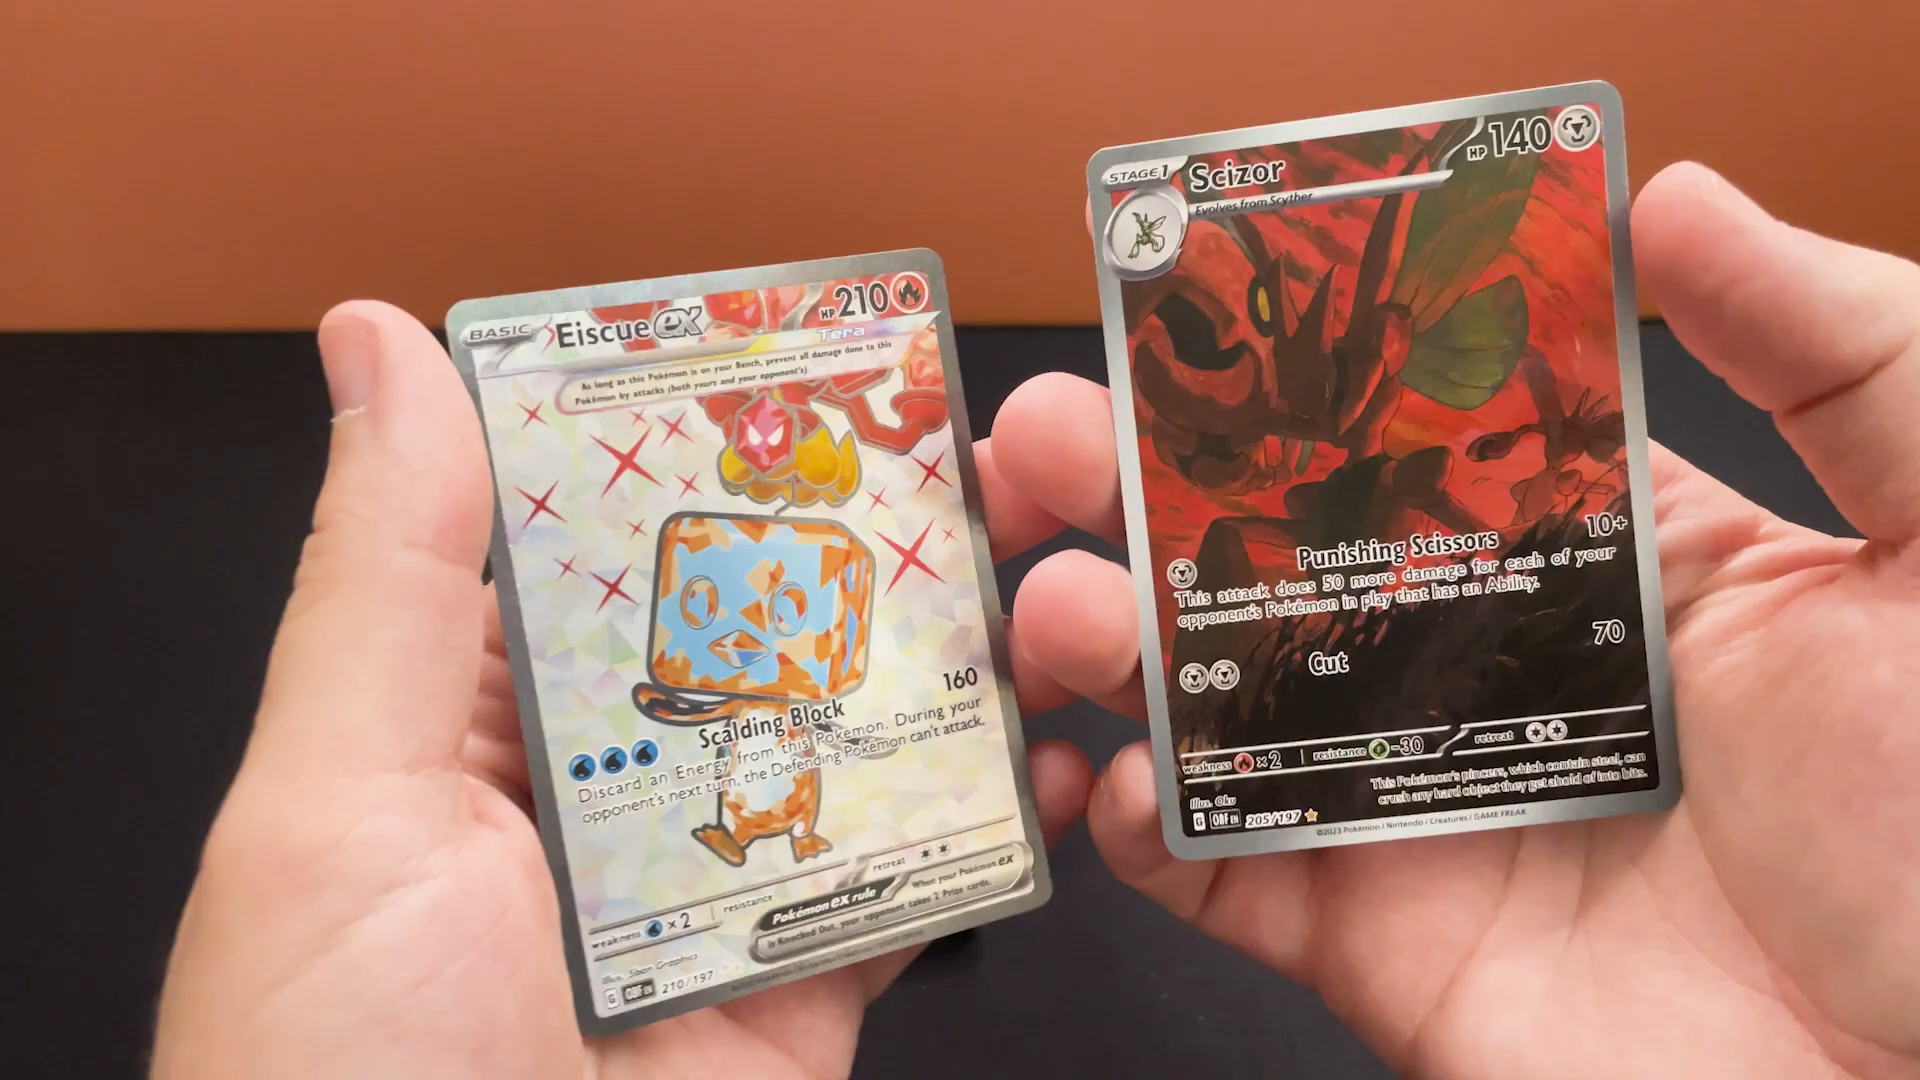 BASIC Eiscue ex HP 210
Tera
As long as this Pokémon is on your Bench, prevent all damage done to this
Pokémon by attacks (both yours and your opponent's).
Scalding Block 160
Discard an Energy from this Pokémon. During your
opponent's next turn, the Defending Pokémon can't attack.
weakness ×2 resistance retreat
Pokémon ex rule When your Pokémon ex
is Knocked Out, your opponent takes 2 Prize cards.
Illus. 5ban Graphics
G OBF EN 210/197
STAGE 1 Scizor HP 140
Evolves from Scyther
Punishing Scissors 10+
This attack does 50 more damage for each of your
opponent's Pokémon in play that has an Ability.
Cut 70
weakness ×2 resistance -30 retreat
This Pokémon's pincers, which contain steel, can
crush any hard object they get ahold of into bits.
Illus. Oku
G OBF EN 205/197
©2023 Pokémon / Nintendo / Creatures / GAME FREAK